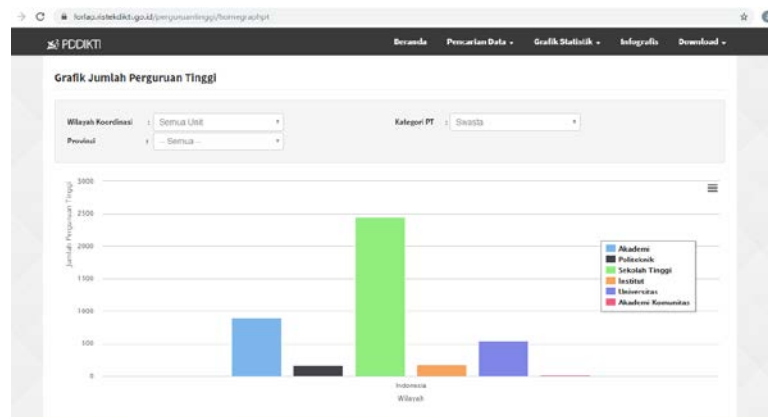 forlap.ristekdikti.go.id/perguruantinggi/homegraphpt
PDDIKTI Beranda Pencarian Data Grafik Statistik Infografis Download
Grafik Jumlah Perguruan Tinggi
Wilayah Koordinasi : Semua Unit Kategori PT : Swasta
Provinsi : -- Semua --
Jumlah Perguruan Tinggi
3000
2500
2000
1500
1000
500
0
Akademi
Politeknik
Sekolah Tinggi
Institut
Universitas
Akademi Komunitas
Indonesia
Wilayah